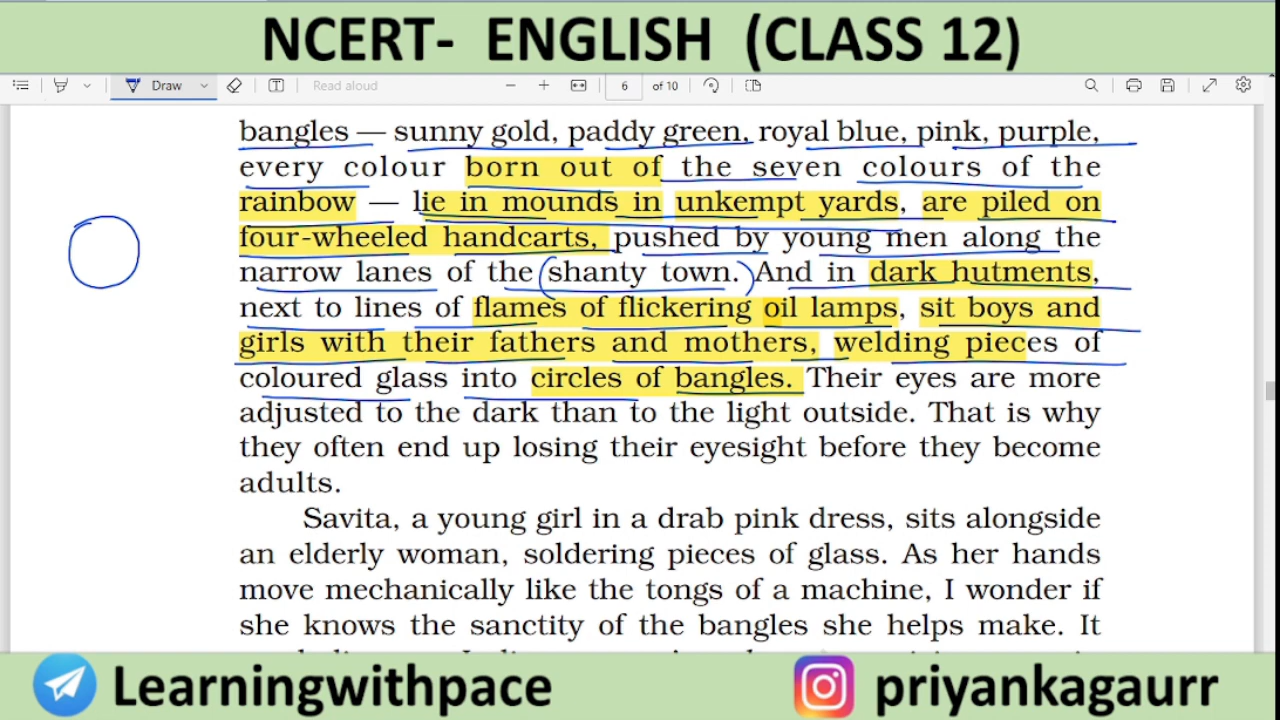 NCERT- ENGLISH (CLASS 12)
Draw
Read aloud
6 of 10
bangles — sunny gold, paddy green, royal blue, pink, purple,
every colour born out of the seven colours of the
rainbow — lie in mounds in unkempt yards, are piled on
four-wheeled handcarts, pushed by young men along the
narrow lanes of the (shanty town.) And in dark hutments,
next to lines of flames of flickering oil lamps, sit boys and
girls with their fathers and mothers, welding pieces of
coloured glass into circles of bangles. Their eyes are more
adjusted to the dark than to the light outside. That is why
they often end up losing their eyesight before they become
adults.
Savita, a young girl in a drab pink dress, sits alongside
an elderly woman, soldering pieces of glass. As her hands
move mechanically like the tongs of a machine, I wonder if
she knows the sanctity of the bangles she helps make. It
Learningwithpace
priyankagaurr